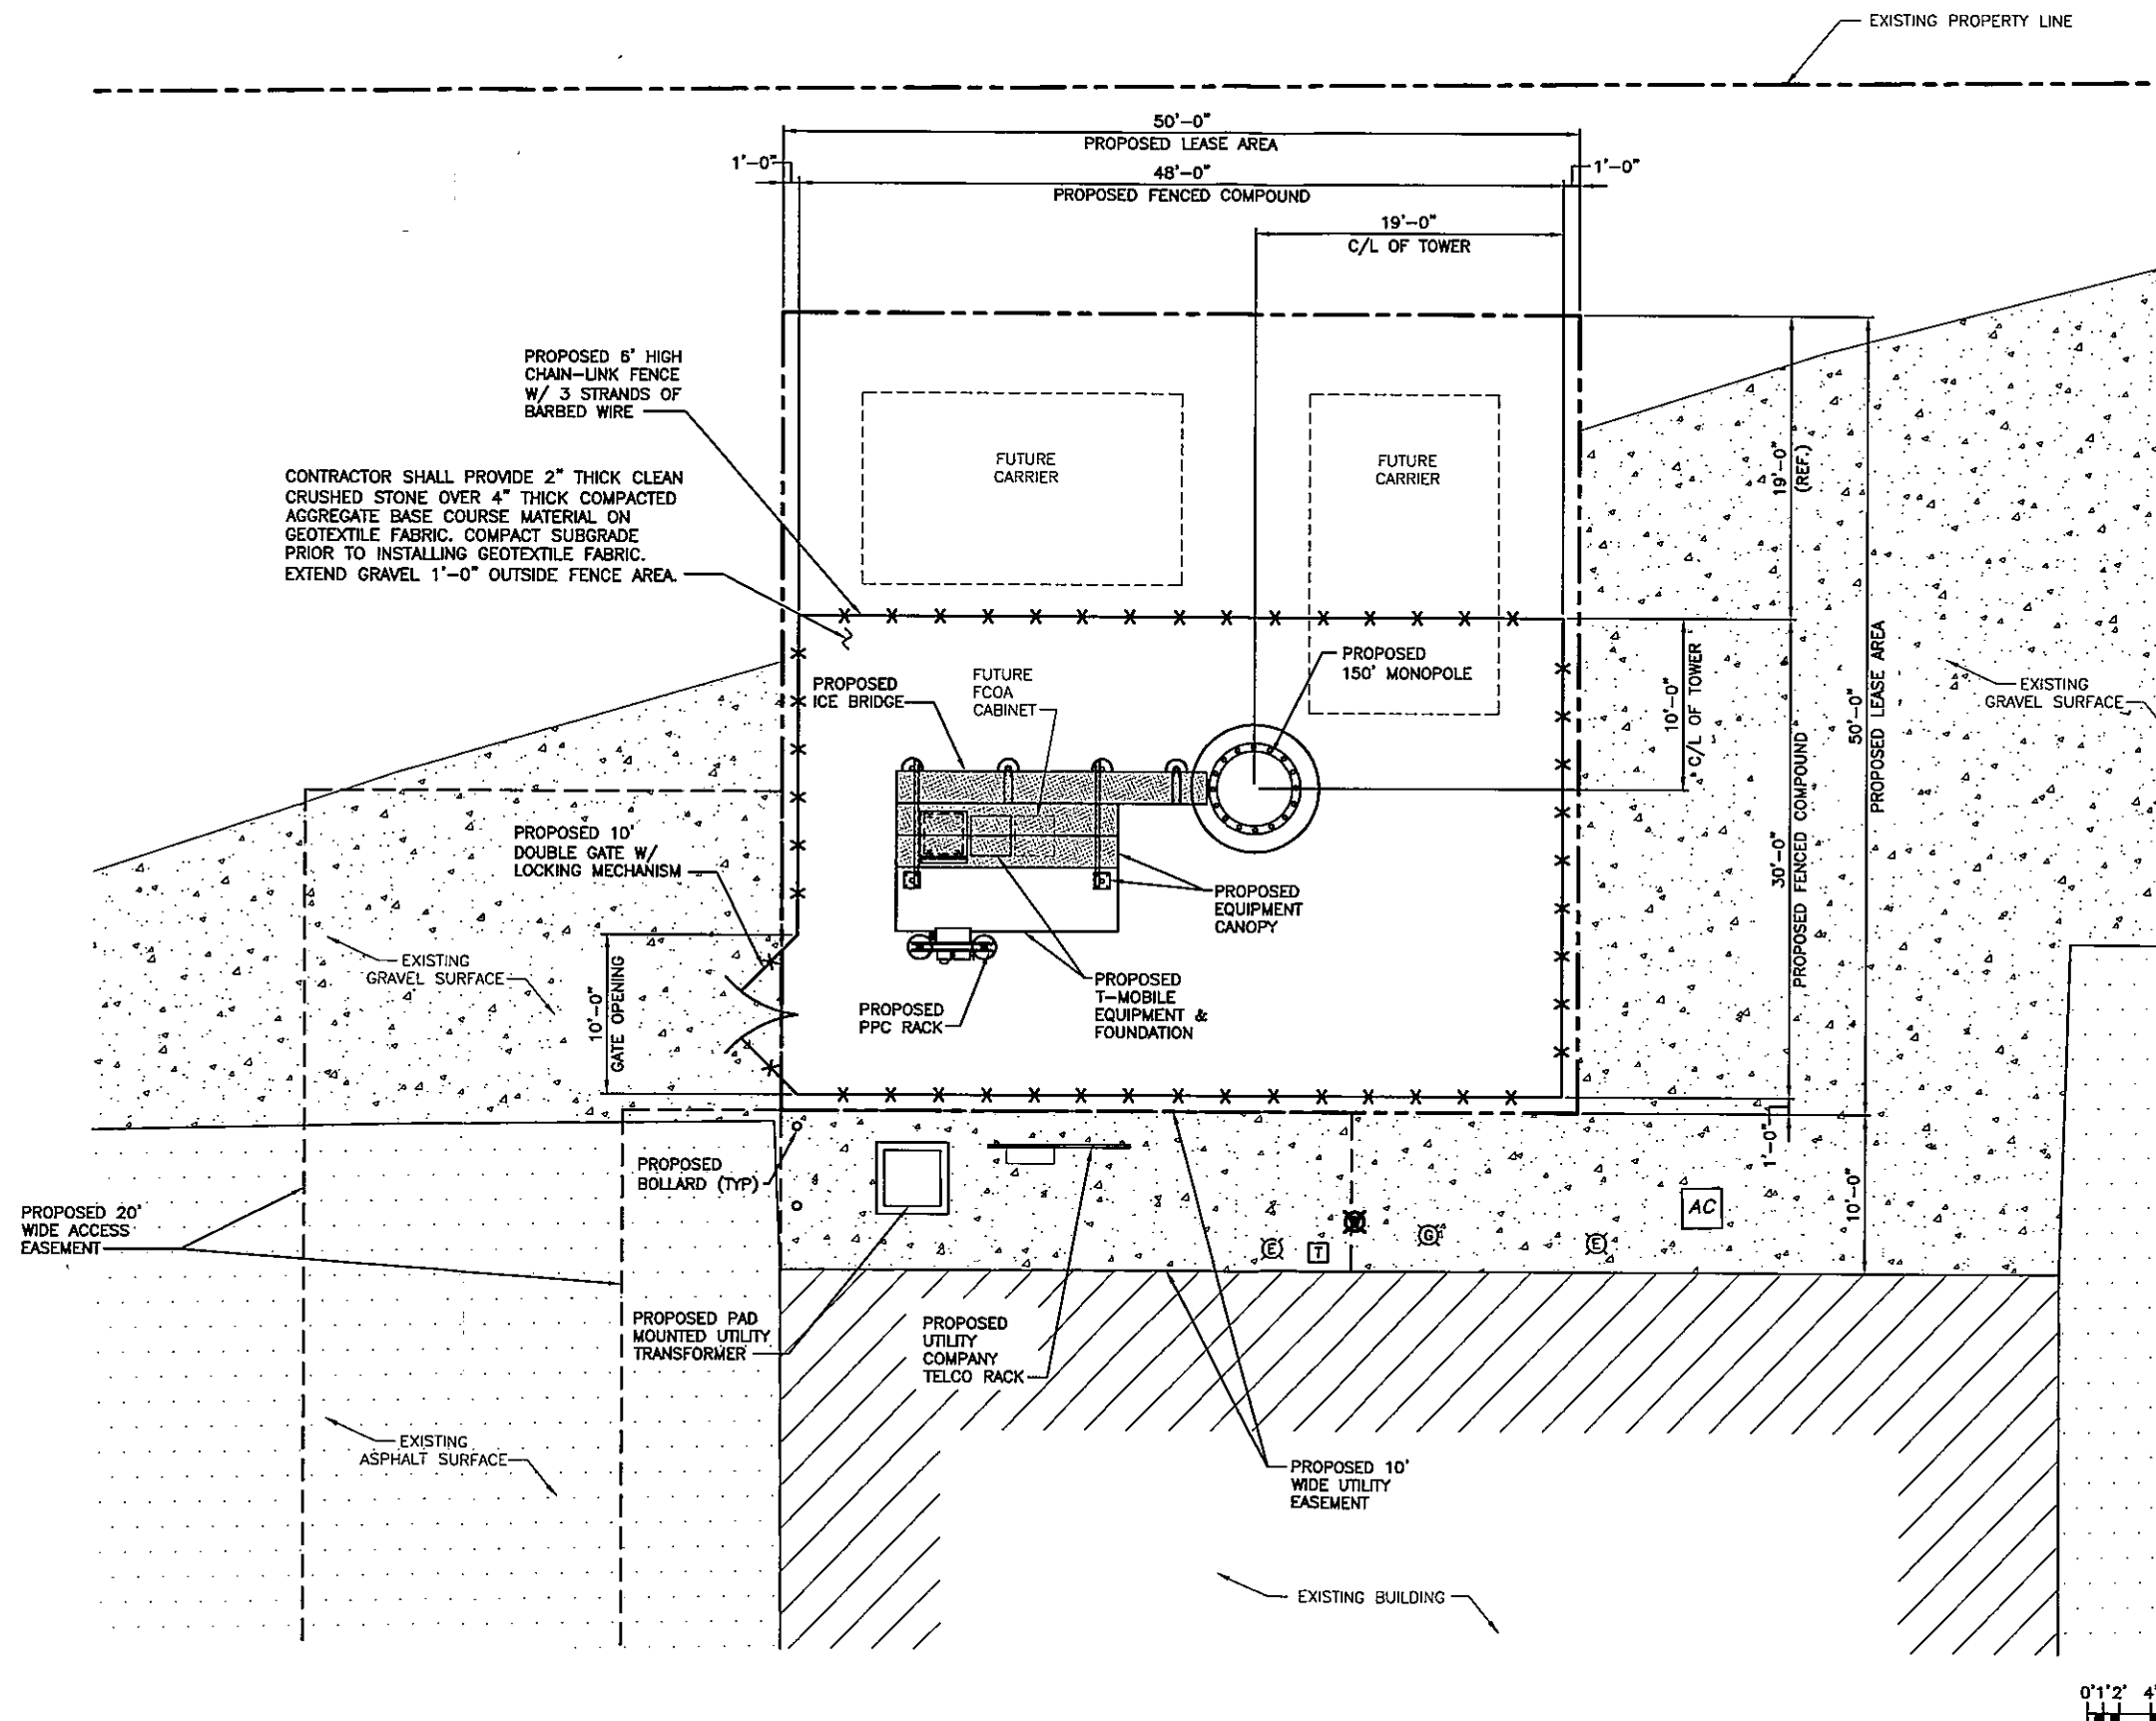 EXISTING PROPERTY LINE
50'-0"
PROPOSED LEASE AREA
1'-0"
48'-0"
1'-0"
PROPOSED FENCED COMPOUND
19'-0"
C/L OF TOWER
PROPOSED 6' HIGH
CHAIN-LINK FENCE
W/ 3 STRANDS OF
BARBED WIRE
CONTRACTOR SHALL PROVIDE 2" THICK CLEAN
CRUSHED STONE OVER 4" THICK COMPACTED
AGGREGATE BASE COURSE MATERIAL ON
GEOTEXTILE FABRIC. COMPACT SUBGRADE
PRIOR TO INSTALLING GEOTEXTILE FABRIC.
EXTEND GRAVEL 1'-0" OUTSIDE FENCE AREA.
FUTURE
CARRIER
FUTURE
CARRIER
19'-0"
(REF.)
PROPOSED
ICE BRIDGE
FUTURE
FCOA
CABINET
PROPOSED
150' MONOPOLE
10'-0"
C/L OF TOWER
30'-0"
PROPOSED FENCED COMPOUND
50'-0"
PROPOSED LEASE AREA
EXISTING
GRAVEL SURFACE
PROPOSED 10'
DOUBLE GATE W/
LOCKING MECHANISM
EXISTING
GRAVEL SURFACE
10'-0"
GATE OPENING
PROPOSED
EQUIPMENT
CANOPY
PROPOSED
PPC RACK
PROPOSED
T-MOBILE
EQUIPMENT &
FOUNDATION
PROPOSED
BOLLARD (TYP)
1'-0"
10'-0"
AC
E
T
G
E
PROPOSED 20'
WIDE ACCESS
EASEMENT
PROPOSED PAD
MOUNTED UTILITY
TRANSFORMER
PROPOSED
UTILITY
COMPANY
TELCO RACK
EXISTING
ASPHALT SURFACE
PROPOSED 10'
WIDE UTILITY
EASEMENT
EXISTING BUILDING
0' 1' 2' 4'